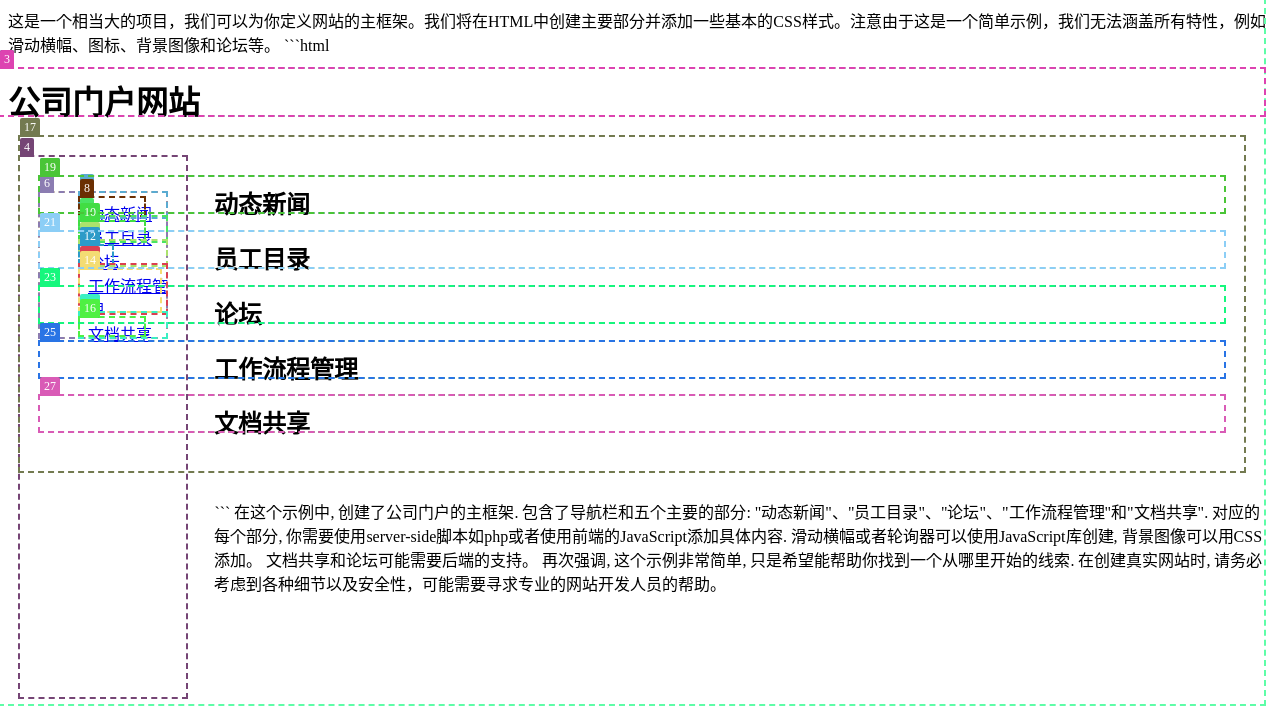 这是一个相当大的项目，我们可以为你定义网站的主框架。我们将在HTML中创建主要部分并添加一些基本的CSS样式。注意由于这是一个简单示例，我们无法涵盖所有特性，例如
滑动横幅、图标、背景图像和论坛等。 ```html
3
公司门户网站
17
4
19
6
8
动态新闻
动态新闻
21
10
员工目录
12
员工目录
论坛
14
23
工作流程管
理
16
论坛
25
文档共享
工作流程管理
27
文档共享
``` 在这个示例中, 创建了公司门户的主框架. 包含了导航栏和五个主要的部分: "动态新闻"、"员工目录"、"论坛"、"工作流程管理"和"文档共享". 对应的
每个部分, 你需要使用server-side脚本如php或者使用前端的JavaScript添加具体内容. 滑动横幅或者轮询器可以使用JavaScript库创建, 背景图像可以用CSS
添加。 文档共享和论坛可能需要后端的支持。 再次强调, 这个示例非常简单, 只是希望能帮助你找到一个从哪里开始的线索. 在创建真实网站时, 请务必
考虑到各种细节以及安全性，可能需要寻求专业的网站开发人员的帮助。